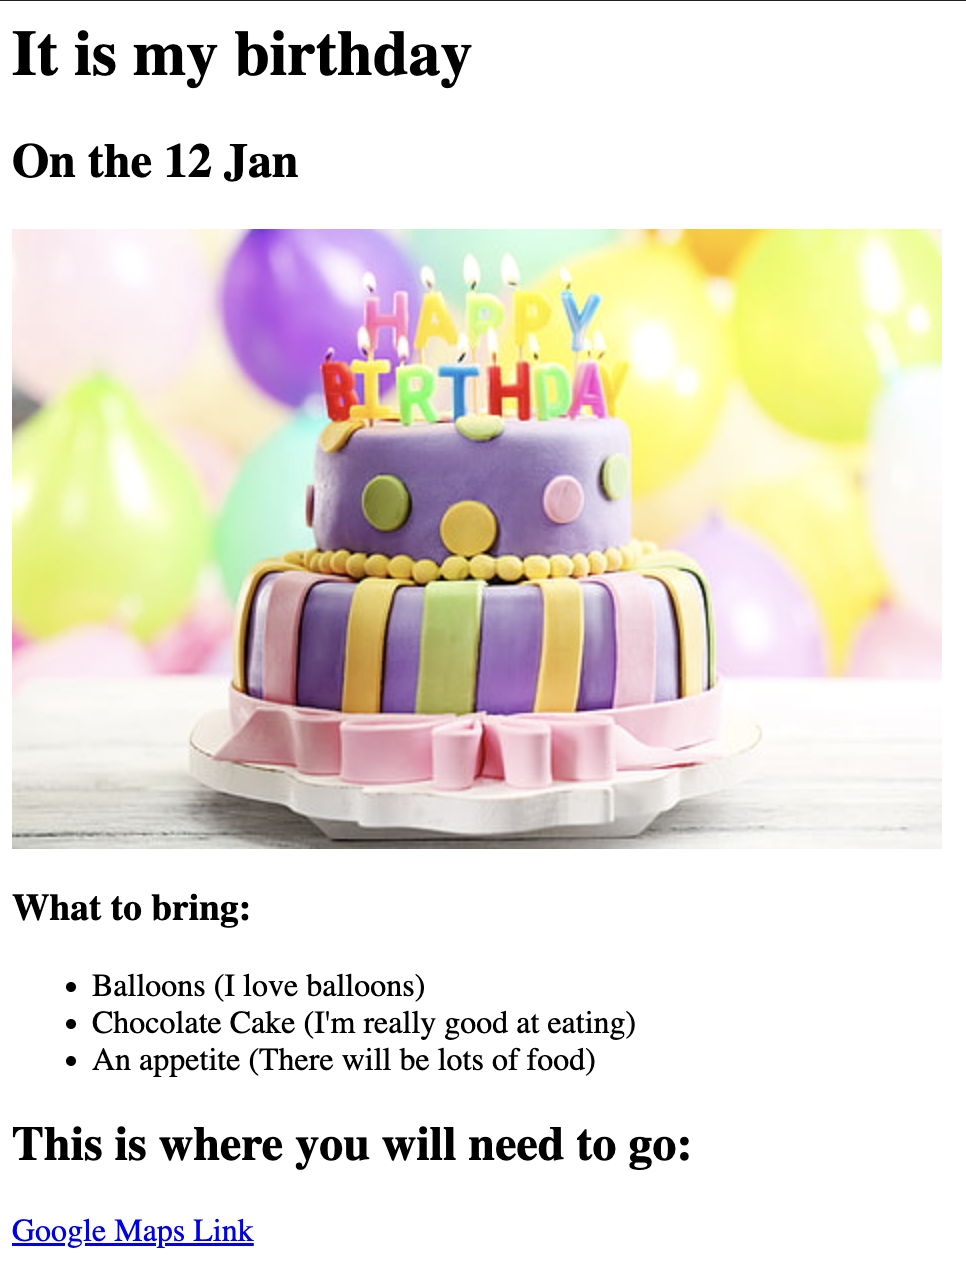 It is my birthday
On the 12 Jan
HAPPY
BIRTHDAY
What to bring:
Balloons (I love balloons)
Chocolate Cake (I'm really good at eating)
An appetite (There will be lots of food)
This is where you will need to go:
Google Maps Link